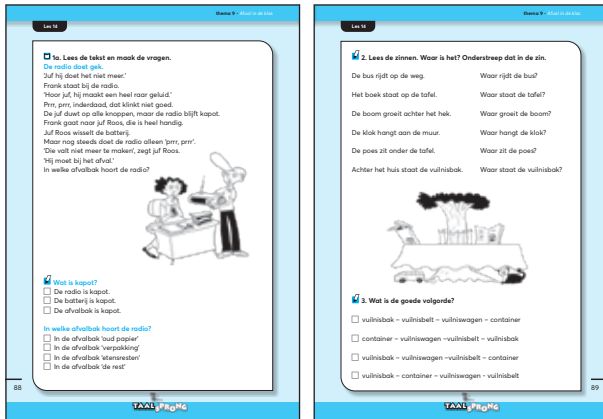 thema 9 - Afval in de klas
Les 14
1a. Lees de tekst en maak de vragen.
De radio doet gek.
'Juf hij doet het niet meer.'
Frank staat bij de radio.
'Hoor juf, hij maakt een heel raar geluid.'
Prrr, prrr, inderdaad, dat klinkt niet goed.
De juf duwt op alle knoppen, maar de radio blijft kapot.
Frank gaat naar juf Roos, die is heel handig.
Juf Roos wisselt de batterij.
Maar nog steeds doet de radio alleen 'prrr, prrr'.
'Die valt niet meer te maken', zegt juf Roos.
'Hij moet bij het afval.'
In welke afvalbak hoort de radio?
Wat is kapot?
De radio is kapot.
De batterij is kapot.
De afvalbak is kapot.
In welke afvalbak hoort de radio?
In de afvalbak 'oud papier'
In de afvalbak 'verpakking'
In de afvalbak 'etensresten'
In de afvalbak 'de rest'
88
TAALSPRONG
thema 9 - Afval in de klas
Les 14
2. Lees de zinnen. Waar is het? Onderstreep dat in de zin.
De bus rijdt op de weg. Waar rijdt de bus?
Het boek staat op de tafel. Waar staat de tafel?
De boom groeit achter het hek. Waar groeit de boom?
De klok hangt aan de muur. Waar hangt de klok?
De poes zit onder de tafel. Waar zit de poes?
Achter het huis staat de vuilnisbak. Waar staat de vuilnisbak?
3. Wat is de goede volgorde?
vuilnisbak – vuilnisbelt – vuilniswagen – container
container – vuilniswagen –vuilnisbelt – vuilnisbak
vuilnisbak – vuilniswagen –vuilnisbelt – container
vuilnisbak – container – vuilniswagen - vuilnisbelt
89
TAALSPRONG